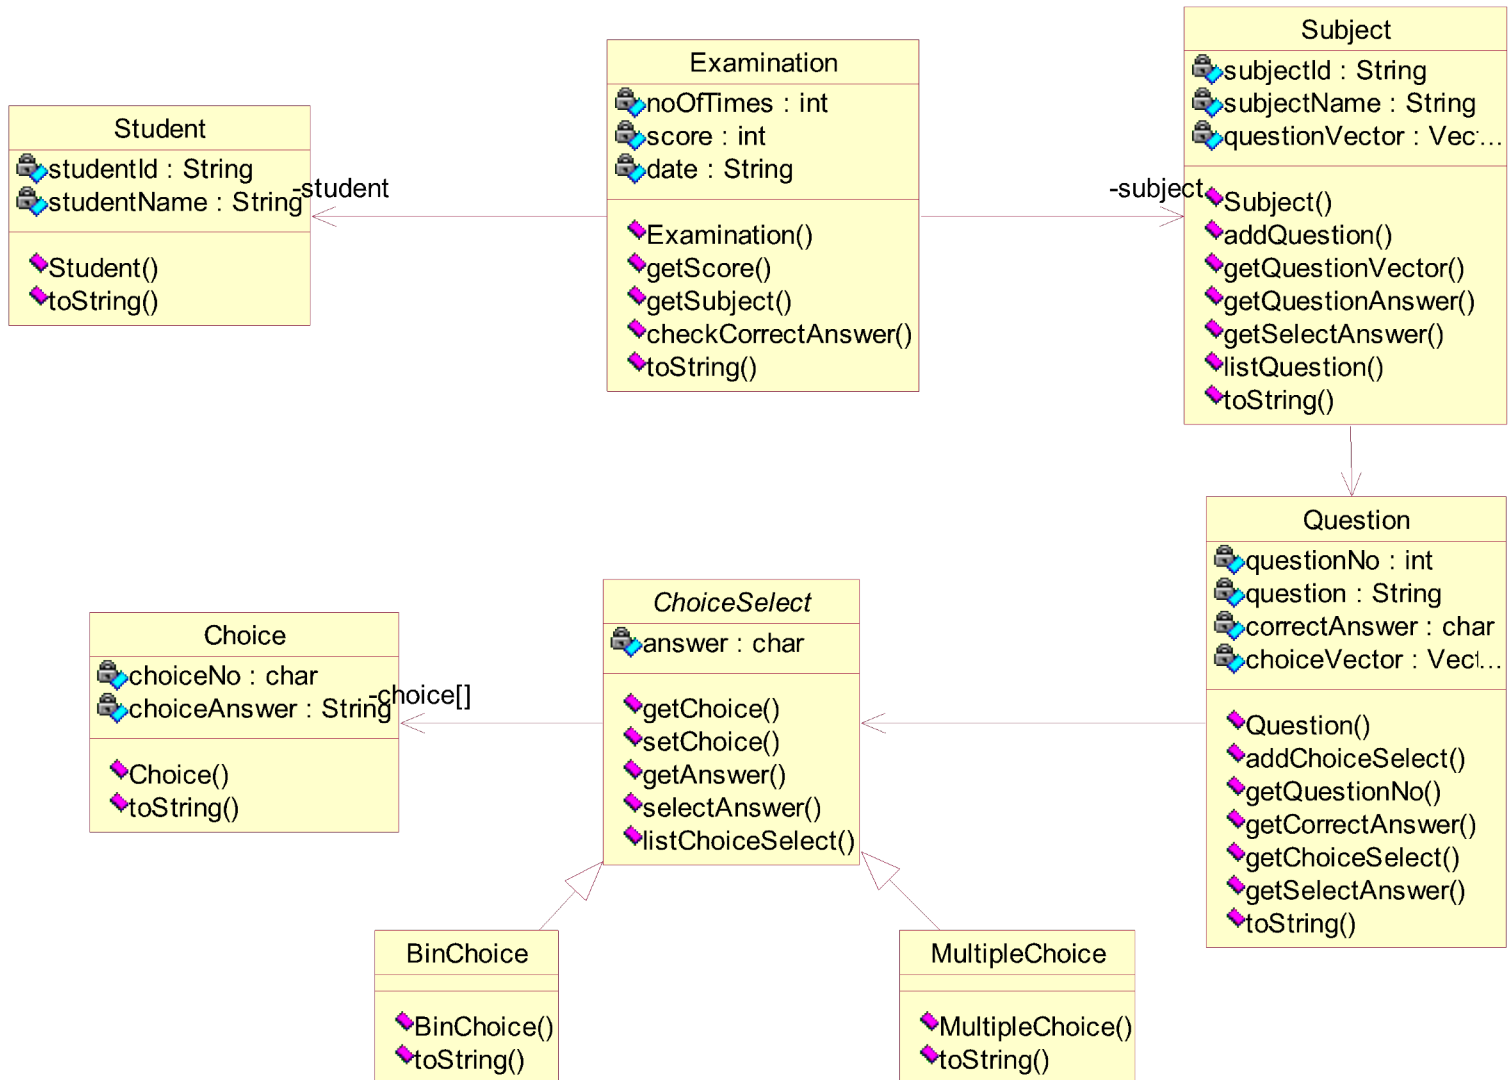 Student
studentId : String
studentName : String
Student()
toString()
-student
Examination
noOfTimes : int
score : int
date : String
Examination()
getScore()
getSubject()
checkCorrectAnswer()
toString()
-subject
Subject
subjectId : String
subjectName : String
questionVector : Vec...
Subject()
addQuestion()
getQuestionVector()
getQuestionAnswer()
getSelectAnswer()
listQuestion()
toString()
Choice
choiceNo : char
choiceAnswer : String
Choice()
toString()
-choice[]
ChoiceSelect
answer : char
getChoice()
setChoice()
getAnswer()
selectAnswer()
listChoiceSelect()
Question
questionNo : int
question : String
correctAnswer : char
choiceVector : Vect...
Question()
addChoiceSelect()
getQuestionNo()
getCorrectAnswer()
getChoiceSelect()
getSelectAnswer()
toString()
BinChoice
BinChoice()
toString()
MultipleChoice
MultipleChoice()
toString()